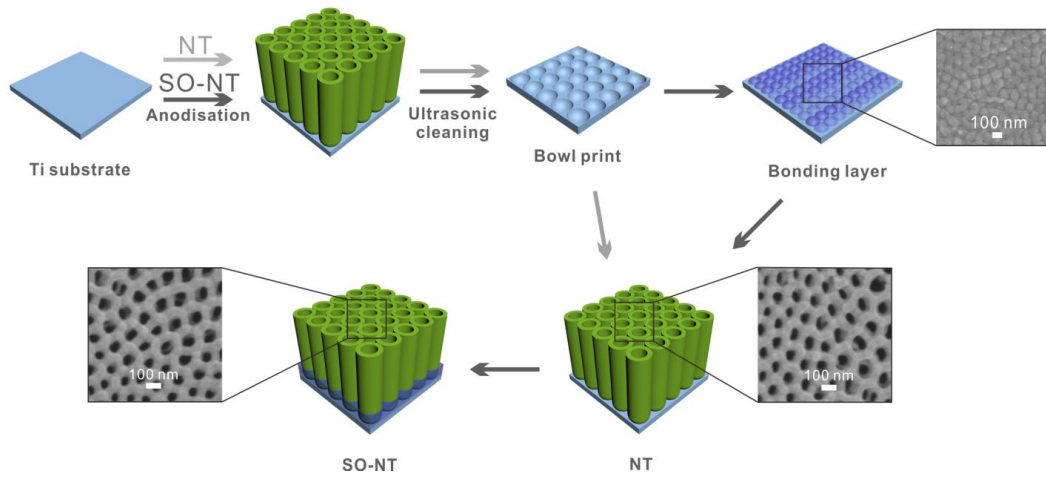 NT
SO-NT
Anodisation
Ultrasonic
cleaning
Ti substrate
Bowl print
Bonding layer
100 nm
100 nm
100 nm
SO-NT
NT